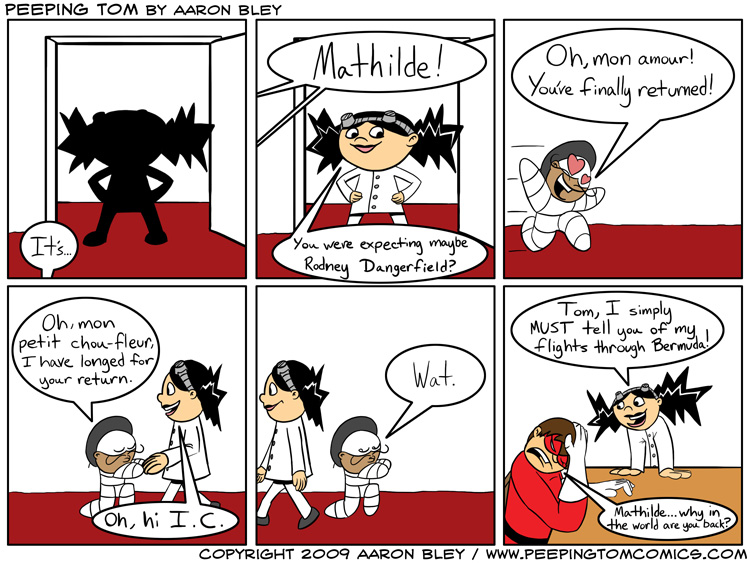 PEEPING TOM BY AARON BLEY
It's...
Mathilde!
You were expecting maybe
Rodney Dangerfield?
Oh, mon amour!
You've finally returned!
Oh, mon
petit chou-fleur,
I have longed for
your return.
Oh, hi I.C.
Wat.
Tom, I simply
MUST tell you of my
flights through Bermuda!
Mathilde...why in
the world are you back?
COPYRIGHT 2009 AARON BLEY / WWW.PEEPINGTOMCOMICS.COM